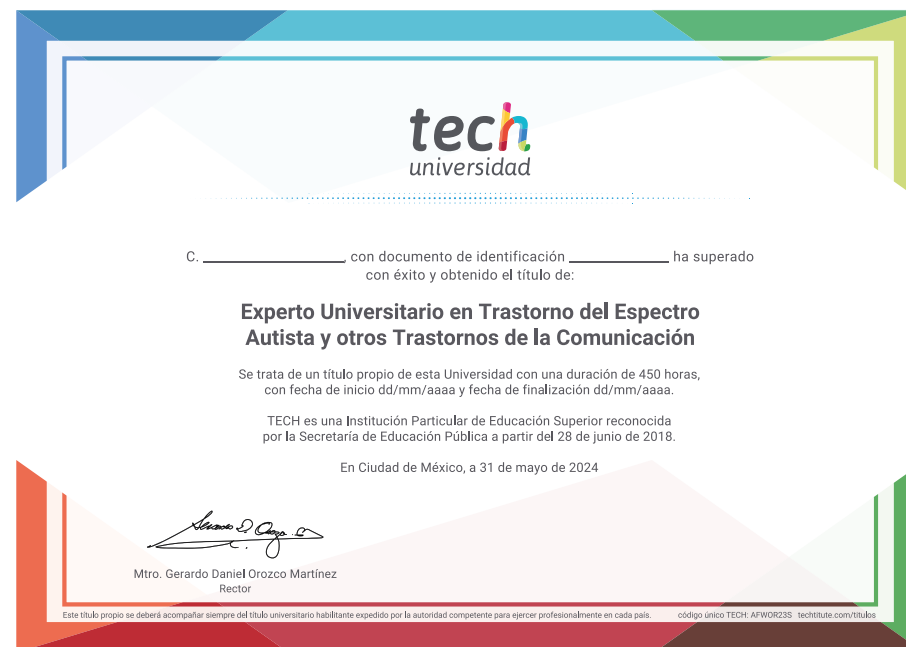 tech
universidad
C. ____________________, con documento de identificación ______________ ha superado
con éxito y obtenido el título de:
Experto Universitario en Trastorno del Espectro
Autista y otros Trastornos de la Comunicación
Se trata de un título propio de esta Universidad con una duración de 450 horas,
con fecha de inicio dd/mm/aaaa y fecha de finalización dd/mm/aaaa.
TECH es una Institución Particular de Educación Superior reconocida
por la Secretaría de Educación Pública a partir del 28 de junio de 2018.
En Ciudad de México, a 31 de mayo de 2024
Mtro. Gerardo Daniel Orozco Martínez
Rector
Este título propio se deberá acompañar siempre del título universitario habilitante expedido por la autoridad competente para ejercer profesionalmente en cada país. código único TECH: AFWOR23S techtitute.com/titulos